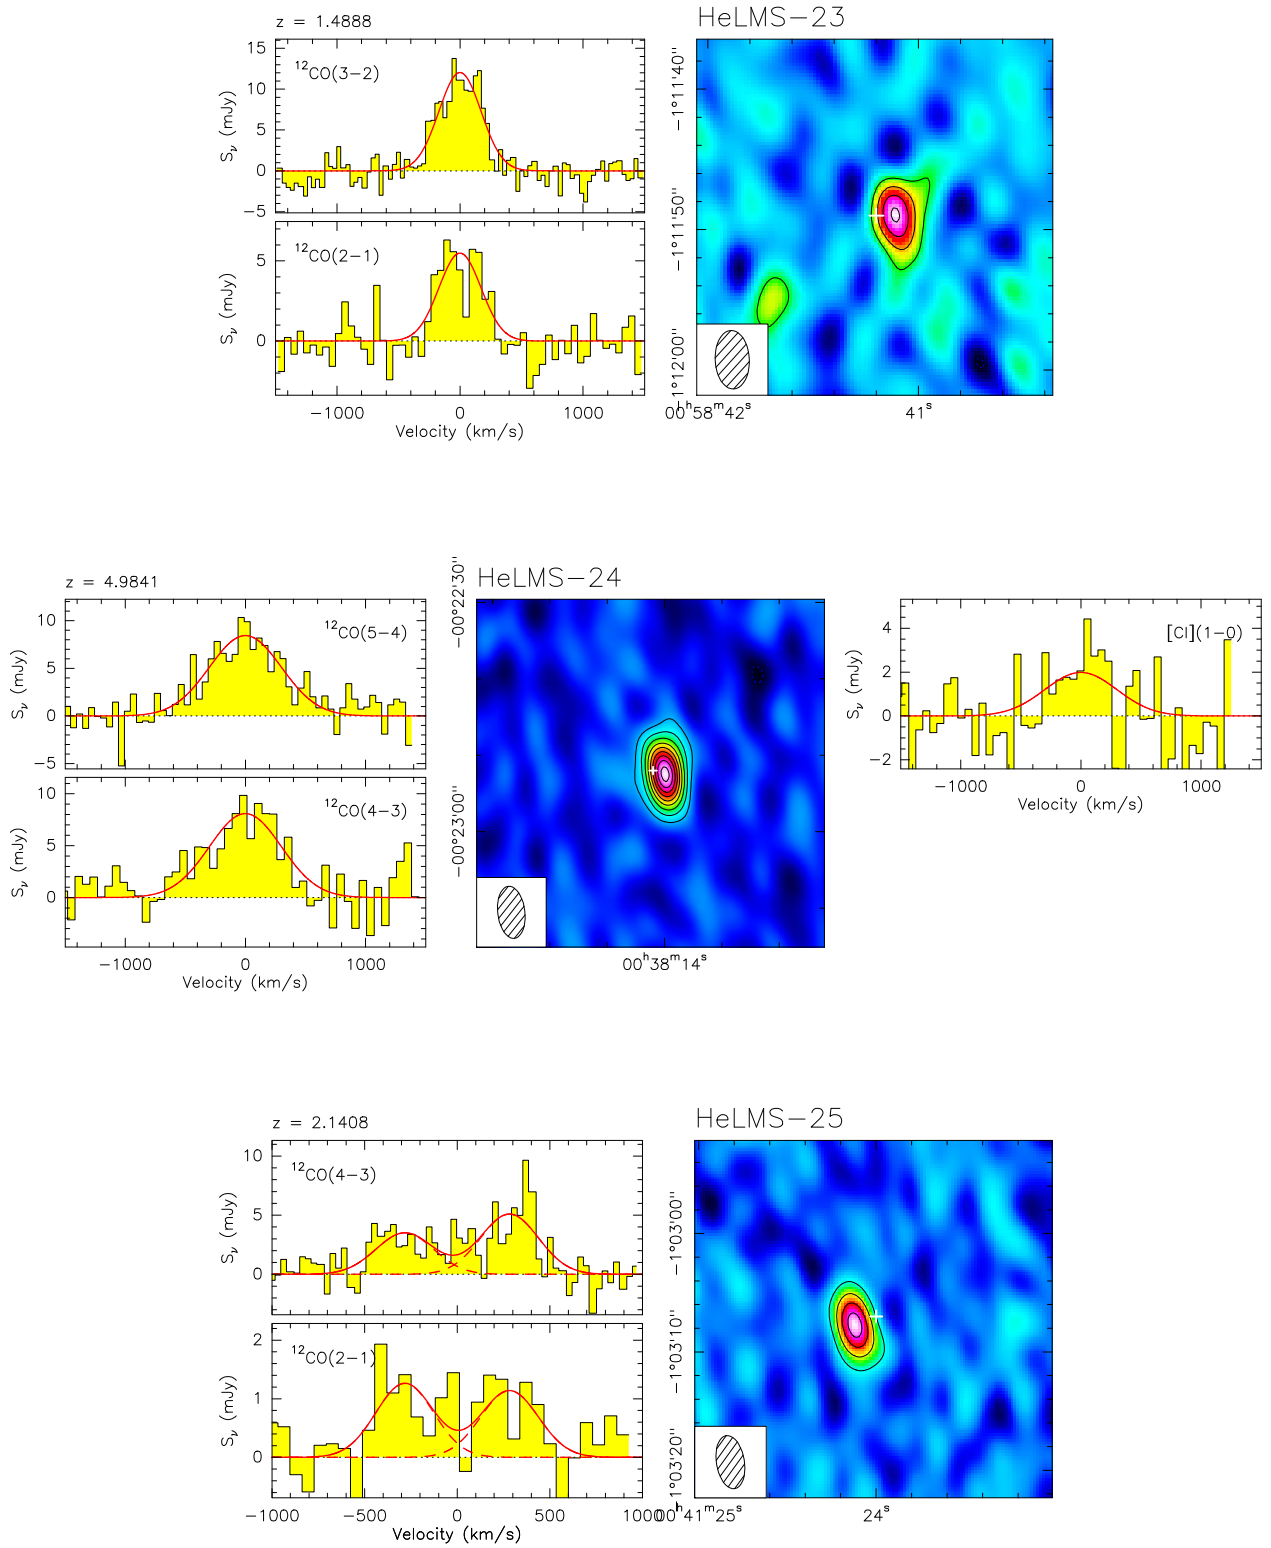 z = 1.4888
HeLMS−23
¹²CO(3−2)
15
10
5
0
−5
Sν (mJy)
¹²CO(2−1)
5
0
Sν (mJy)
−1000 0 1000
Velocity (km/s)
−1°11'40"
−1°11'50"
1°12'00"
00ʰ58ᵐ42ˢ 41ˢ
z = 4.9841
HeLMS−24
¹²CO(5−4)
10
5
0
−5
Sν (mJy)
¹²CO(4−3)
10
5
0
Sν (mJy)
−1000 0 1000
Velocity (km/s)
−00°22'30"
−00°23'00"
00ʰ38ᵐ14ˢ
[CI](1−0)
4
2
0
−2
Sν (mJy)
−1000 0 1000
Velocity (km/s)
z = 2.1408
HeLMS−25
¹²CO(4−3)
10
5
0
Sν (mJy)
¹²CO(2−1)
2
1
0
Sν (mJy)
−1000 −500 0 500 1000
Velocity (km/s)
−1°03'00"
−1°03'10"
1°03'20"
00ʰ41ᵐ25ˢ 24ˢ